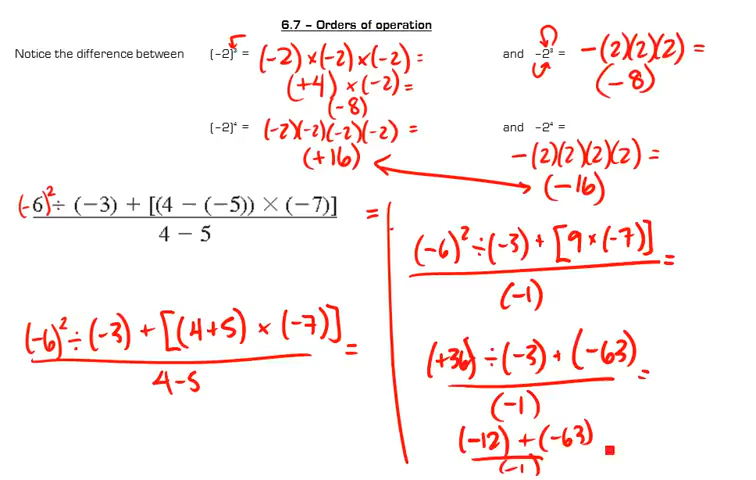 6.7 – Orders of operation
Notice the difference between (-2)³ = (-2) × (-2) × (-2) = and -2³ = -(2)(2)(2) =
(+4) × (-2) = (-8)
(-8)
(-2)⁴ = (-2)(-2)(-2)(-2) = and -2⁴ =
(+16) -(2)(2)(2)(2) =
(-16)
(-6)² ÷ (−3) + [(4 − (−5)) × (−7)] =
4 − 5
(-6)² ÷ (-3) + [9 × (-7)] =
(-1)
(-6)² ÷ (-3) + [(4+5) × (-7)] =
4-5
(+36) ÷ (-3) + (-63) =
(-1)
(-12) + (-63)
(-1)